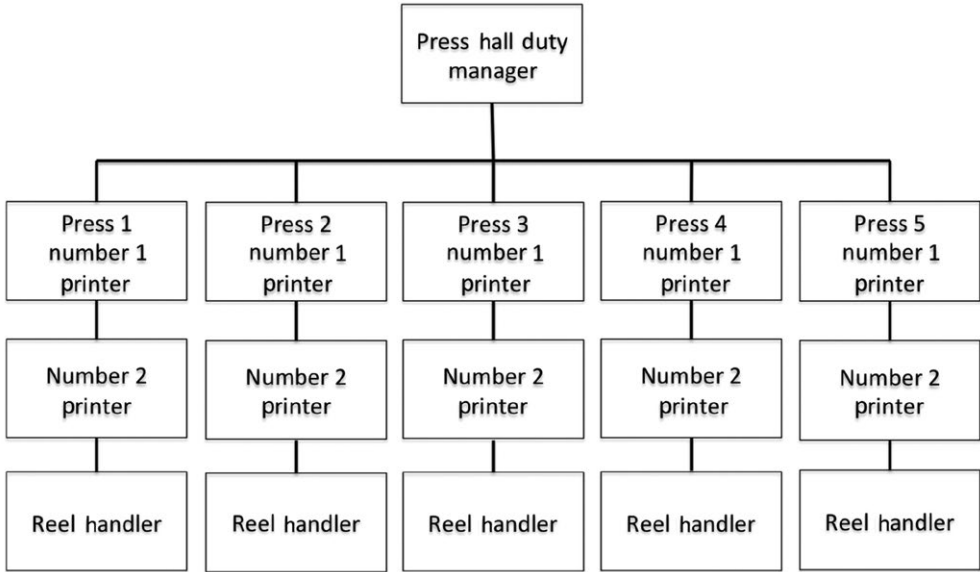 Press hall duty
manager
Press 1
number 1
printer
Press 2
number 1
printer
Press 3
number 1
printer
Press 4
number 1
printer
Press 5
number 1
printer
Number 2
printer
Number 2
printer
Number 2
printer
Number 2
printer
Number 2
printer
Reel handler
Reel handler
Reel handler
Reel handler
Reel handler